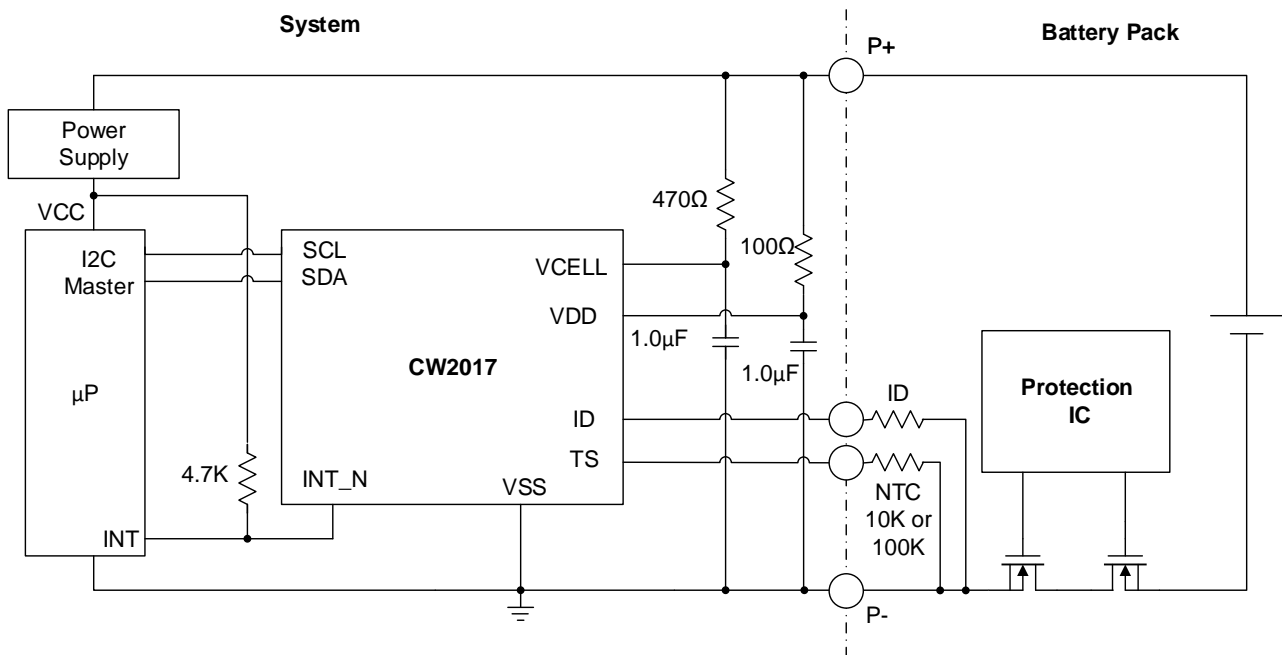 System
Battery Pack
P+
Power
Supply
VCC
470Ω
100Ω
I2C
Master
SCL
SDA
VCELL
VDD
1.0µF
1.0µF
CW2017
µP
Protection
IC
ID
ID
TS
4.7K
INT_N
VSS
NTC
10K or
100K
INT
P-